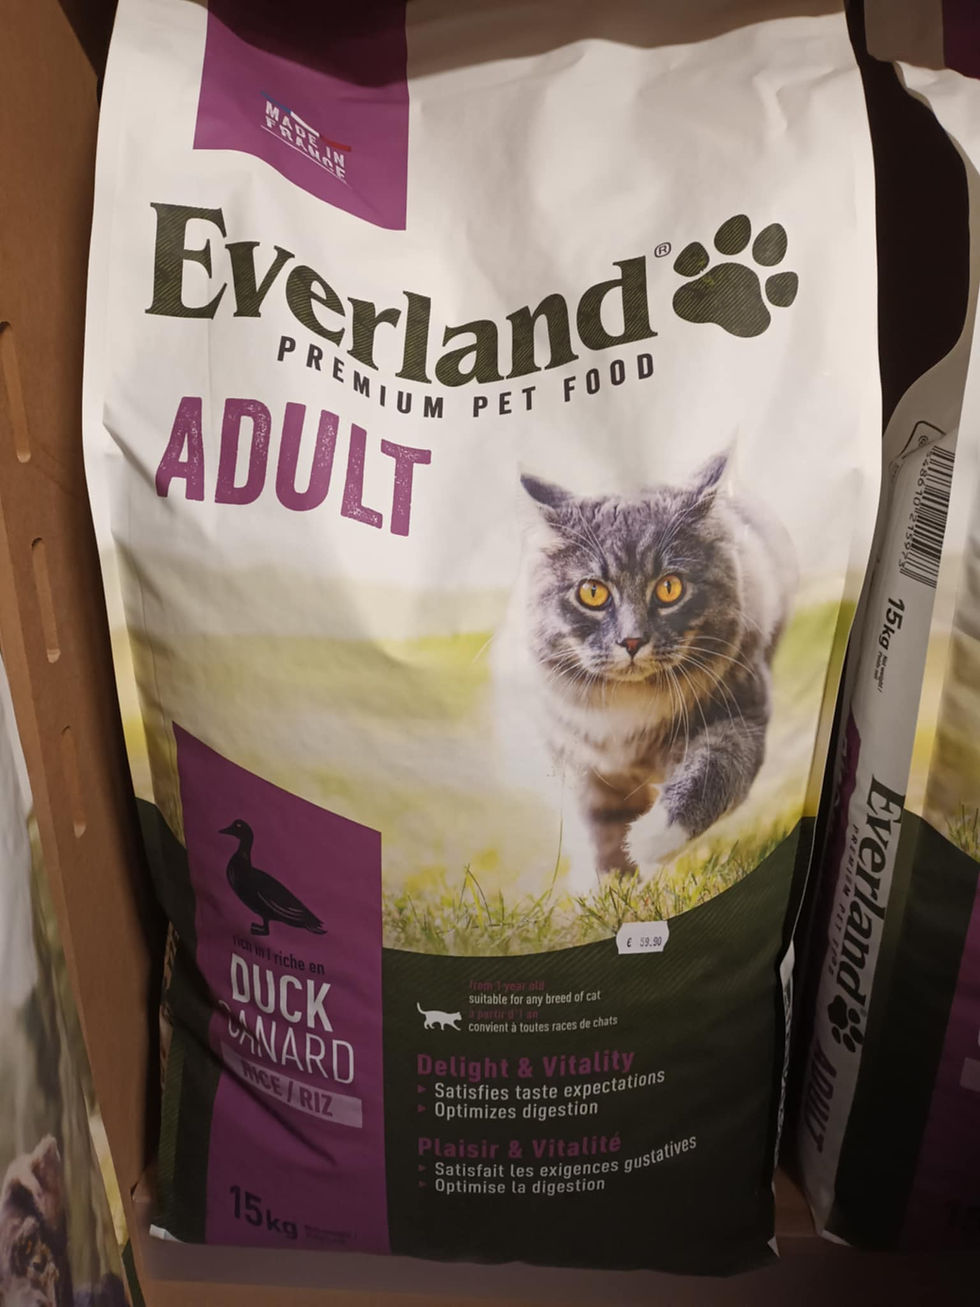 MADE IN
FRANCE
Everland®
PREMIUM PET FOOD
ADULT
rich in / riche en
DUCK
CANARD
RICE / RIZ
15kg
€ 59.90
from 1 year old
suitable for any breed of cat
à partir d'1 an
convient à toutes races de chats
Delight & Vitality
Satisfies taste expectations
Optimizes digestion
Plaisir & Vitalité
Satisfait les exigences gustatives
Optimise la digestion
15kg
Everland
PREMIUM PET FOOD
ADULT